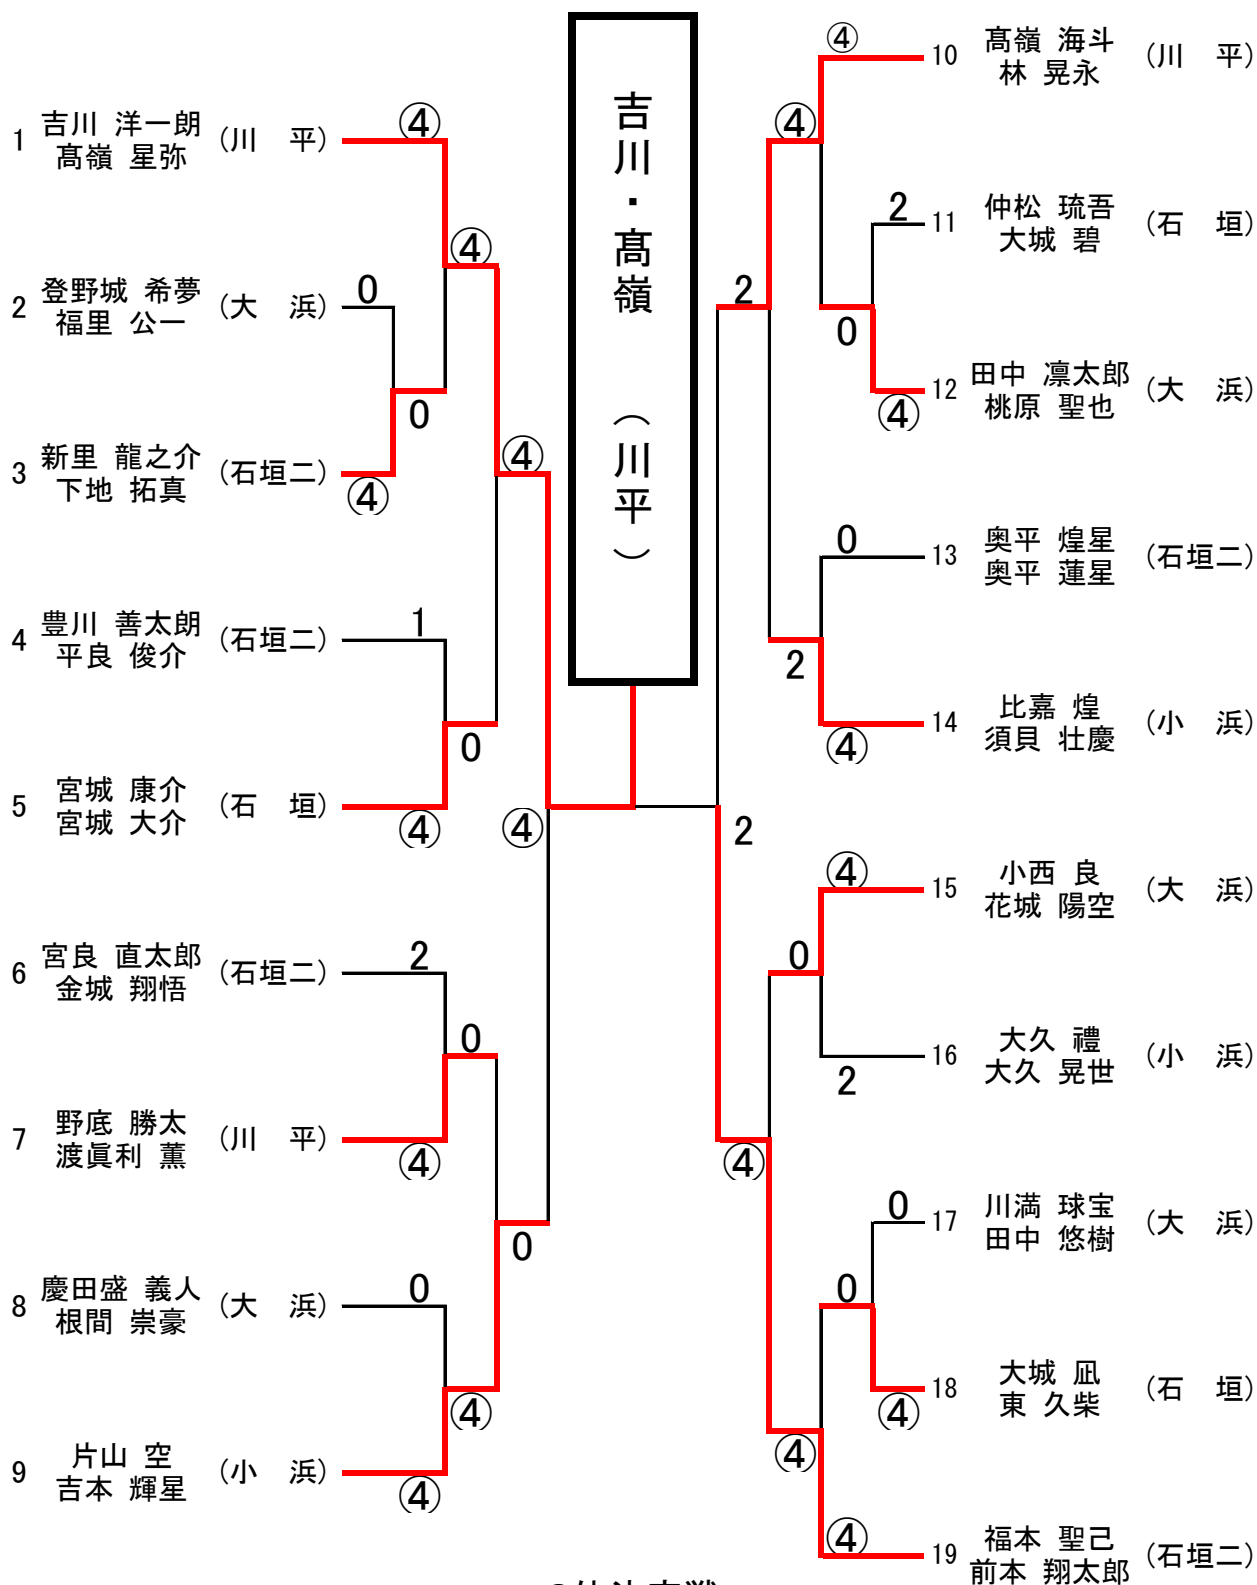 ④
1 吉川 洋一朗
髙嶺 星弥 (川 平)
④
0
2 登野城 希夢
福里 公一 (大 浜)
0
3 新里 龍之介
下地 拓真 (石垣二)
④
④
1
4 豊川 善太朗
平良 俊介 (石垣二)
0
5 宮城 康介
宮城 大介 (石 垣)
④
④
2
6 宮良 直太郎
金城 翔悟 (石垣二)
0
7 野底 勝太
渡眞利 薫 (川 平)
④
0
0
8 慶田盛 義人
根間 崇豪 (大 浜)
④
9 片山 空
吉本 輝星 (小 浜)
④
吉川・髙嶺 (川平)
④
10 髙嶺 海斗
林 晃永 (川 平)
④
2
11 仲松 琉吾
大城 碧 (石 垣)
2
0
12 田中 凛太郎
桃原 聖也 (大 浜)
④
0
13 奥平 煌星
奥平 蓮星 (石垣二)
2
14 比嘉 煌
須貝 壮慶 (小 浜)
④
2
④
15 小西 良
花城 陽空 (大 浜)
0
16 大久 禮
大久 晃世 (小 浜)
2
④
0
17 川満 球宝
田中 悠樹 (大 浜)
0
18 大城 凪
東 久柴 (石 垣)
④
④
④
19 福本 聖己
前本 翔太郎 (石垣二)